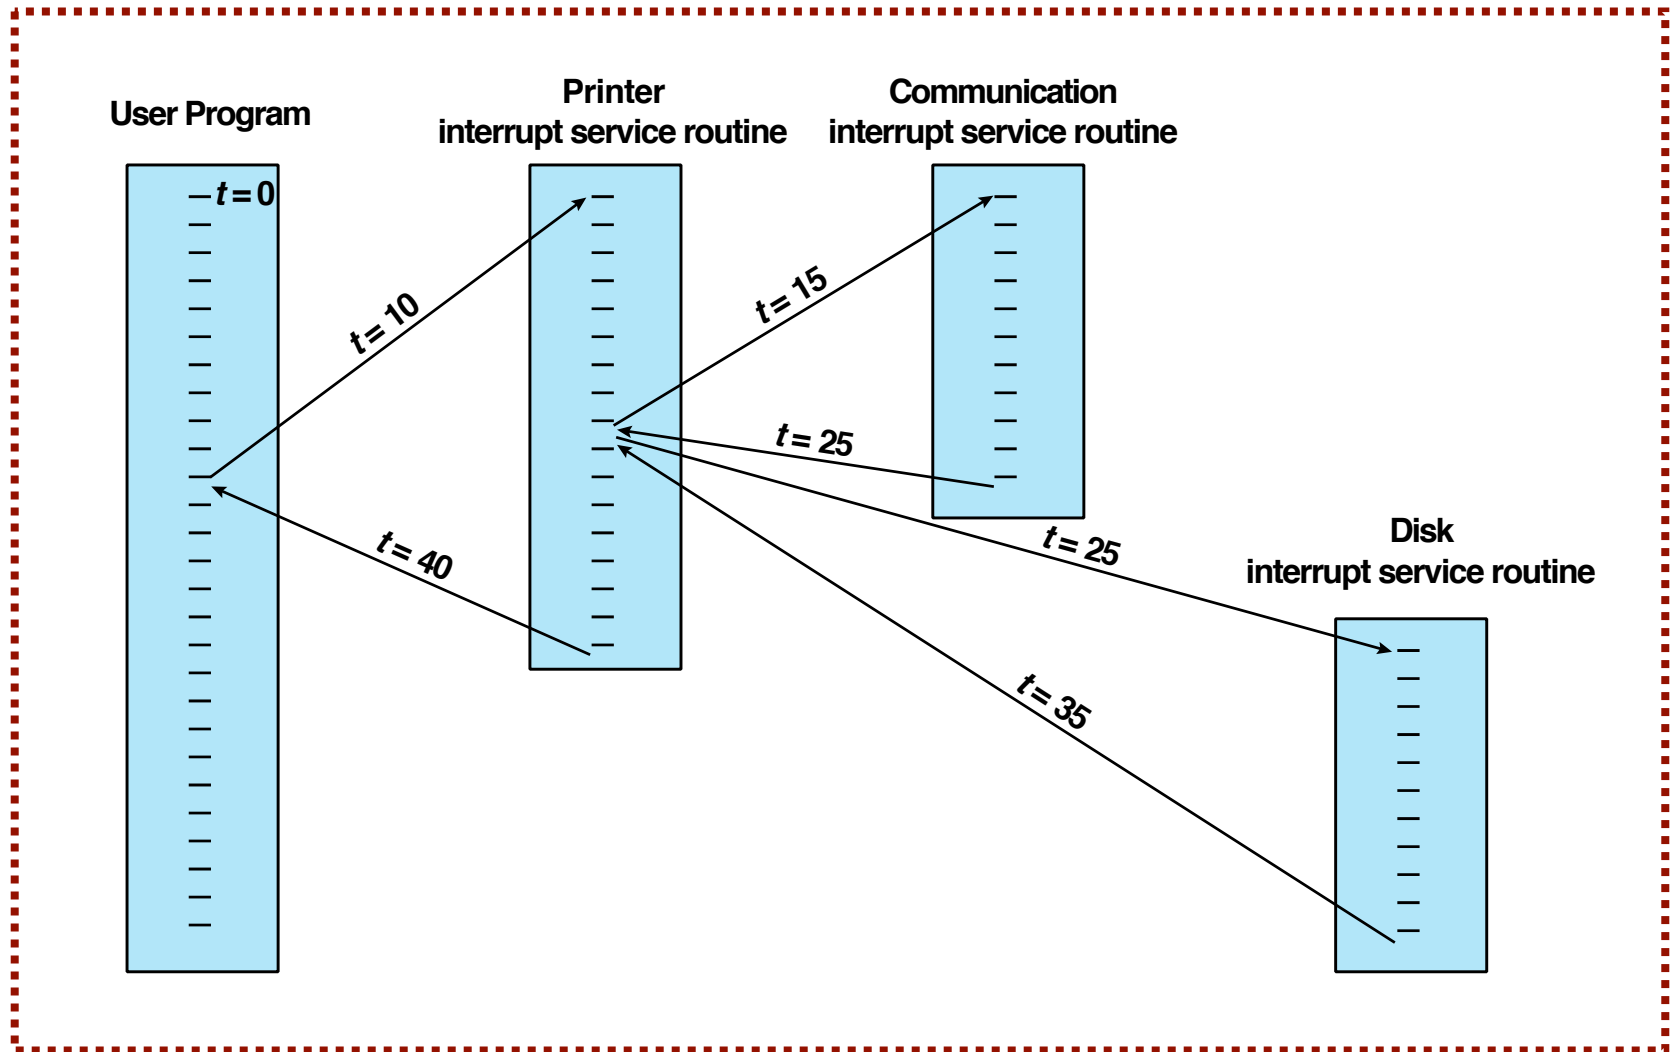 User Program
Printer
interrupt service routine
Communication
interrupt service routine
t = 0
t = 10
t = 15
t = 25
t = 40
t = 25
Disk
interrupt service routine
t = 35